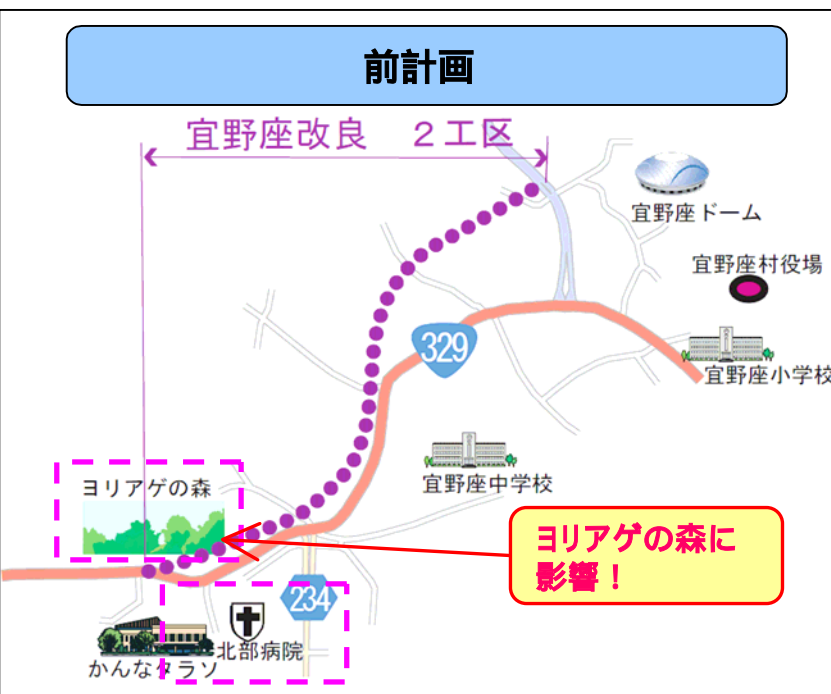 前計画
宜野座改良 2工区
宜野座ドーム
宜野座村役場
329
宜野座小学校
ヨリアゲの森
宜野座中学校
ヨリアゲの森に
影響!
234
北部病院
かんなタラソ